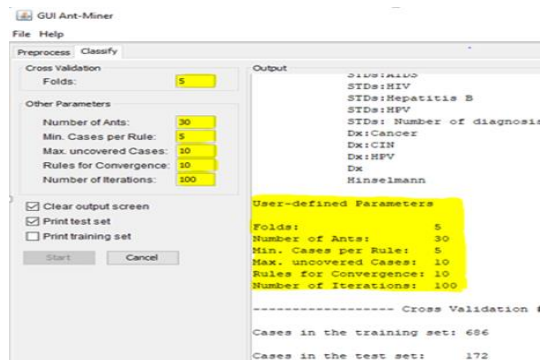 GUI Ant-Miner
File Help
Preprocess Classify
Cross Validation
Folds: 5
Other Parameters
Number of Ants: 30
Min. Cases per Rule: 5
Max. uncovered Cases: 10
Rules for Convergence: 10
Number of Iterations: 100
Clear output screen
Print test set
Print training set
Start Cancel
Output
STDs:AIDS
STDs:HIV
STDs:Hepatitis B
STDs:HPV
STDs: Number of diagnosis
Dx:Cancer
Dx:CIN
Dx:HPV
Dx
Hinselmann
User-defined Parameters
Folds: 5
Number of Ants: 30
Min. Cases per Rule: 5
Max. uncovered Cases: 10
Rules for Convergence: 10
Number of Iterations: 100
------------------ Cross Validation #
Cases in the training set: 686
Cases in the test set: 172